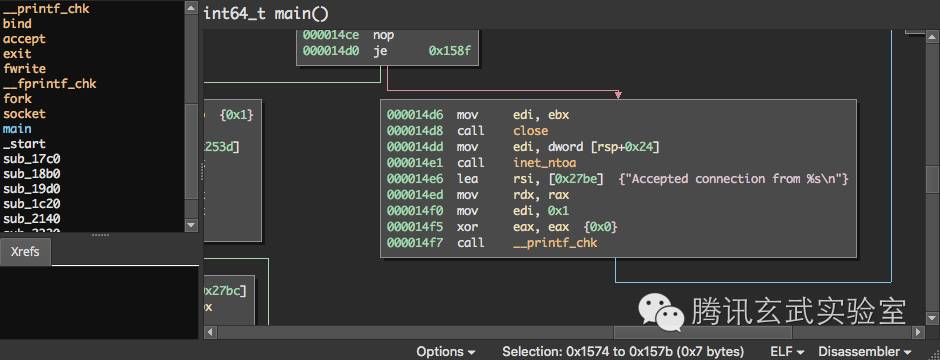 __printf_chk
bind
accept
exit
fwrite
__fprintf_chk
fork
socket
main
_start
sub_17c0
sub_18b0
sub_19d0
sub_1c20
sub_2140
Xrefs
int64_t main()
000014ce nop
000014d0 je 0x158f
{0x1}
253d]
x27bc]
000014d6 mov edi, ebx
000014d8 call close
000014dd mov edi, dword [rsp+0x24]
000014e1 call inet_ntoa
000014e6 lea rsi, [0x27be] {"Accepted connection from %s\n"}
000014ed mov rdx, rax
000014f0 mov edi, 0x1
000014f5 xor eax, eax {0x0}
000014f7 call __printf_chk
腾讯玄武实验室
Options Selection: 0x1574 to 0x157b (0x7 bytes) ELF Disassembler